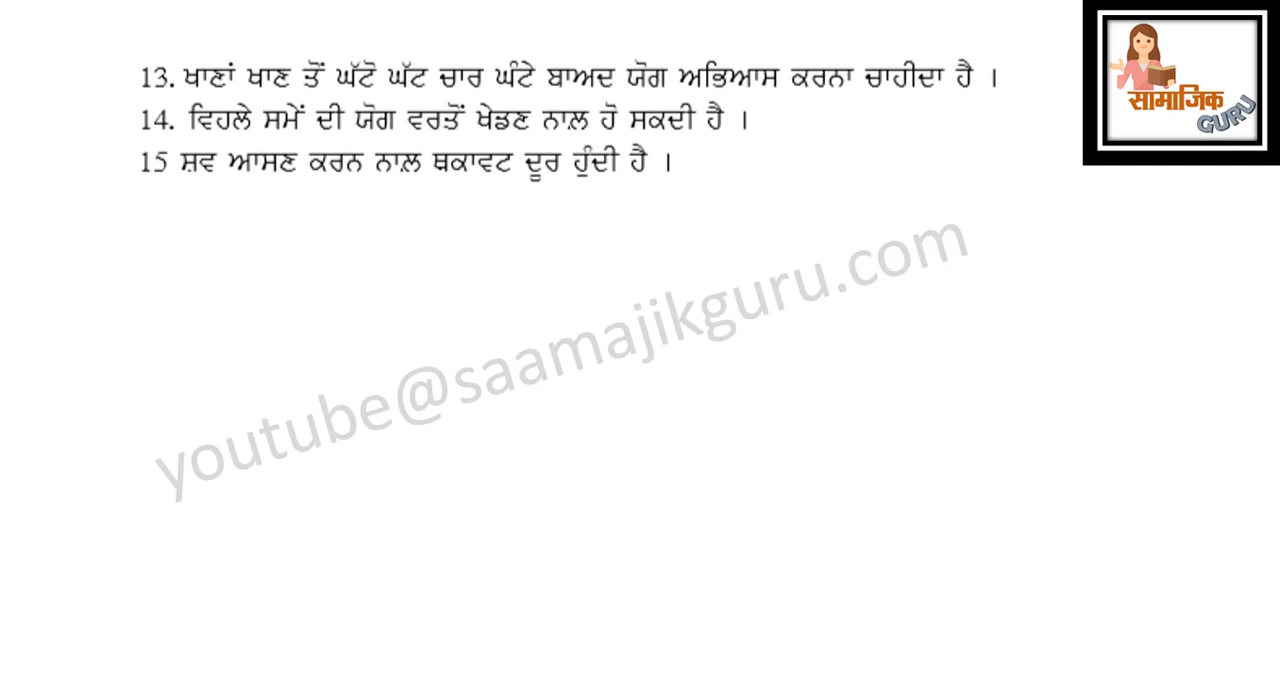 13. ਖਾਣਾਂ ਖਾਣ ਤੋਂ ਘੱਟੋ ਘੱਟ ਚਾਰ ਘੰਟੇ ਬਾਅਦ ਯੋਗ ਅਭਿਆਸ ਕਰਨਾ ਚਾਹੀਦਾ ਹੈ ।
14. ਵਿਹਲੇ ਸਮੇਂ ਦੀ ਯੋਗ ਵਰਤੋਂ ਖੇਡਣ ਨਾਲ਼ ਹੋ ਸਕਦੀ ਹੈ ।
15 ਸ਼ਵ ਆਸਣ ਕਰਨ ਨਾਲ਼ ਥਕਾਵਟ ਦੂਰ ਹੁੰਦੀ ਹੈ ।
सामाजिक
GURU
youtube@saamajikguru.com